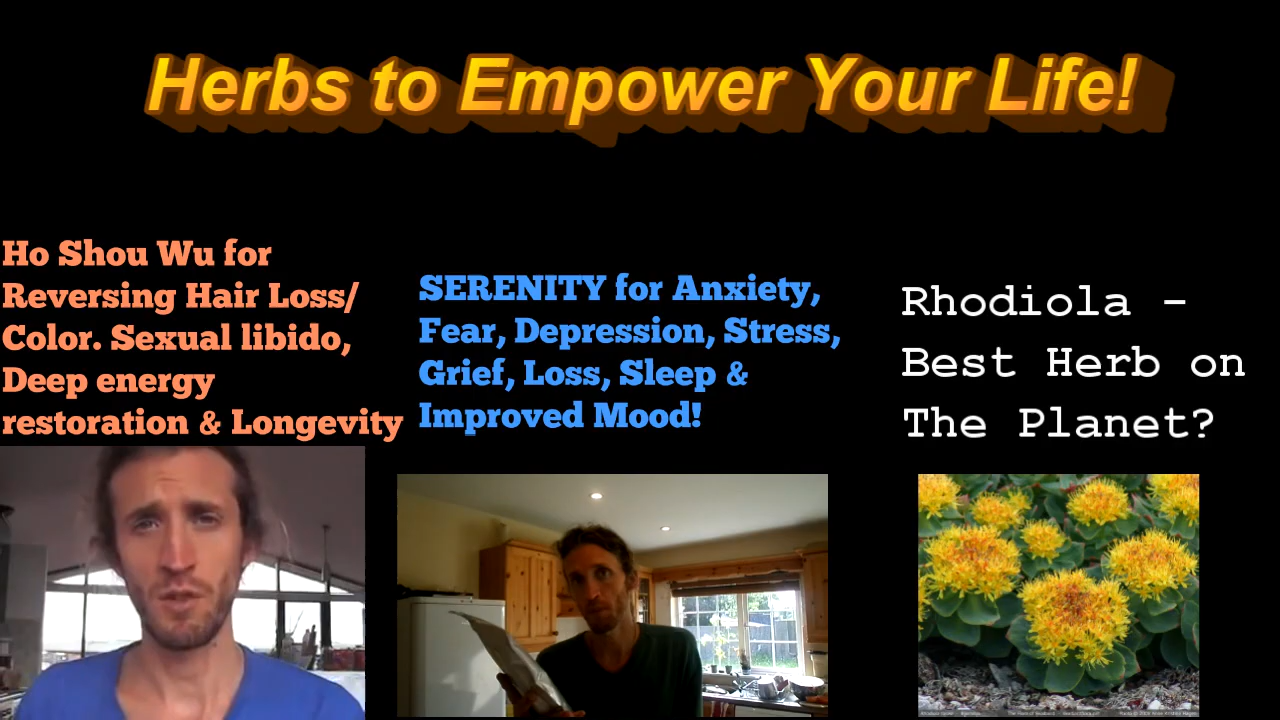 Herbs to Empower Your Life!
Ho Shou Wu for
Reversing Hair Loss/
Color. Sexual libido,
Deep energy
restoration & Longevity
SERENITY for Anxiety,
Fear, Depression, Stress,
Grief, Loss, Sleep &
Improved Mood!
Rhodiola -
Best Herb on
The Planet?